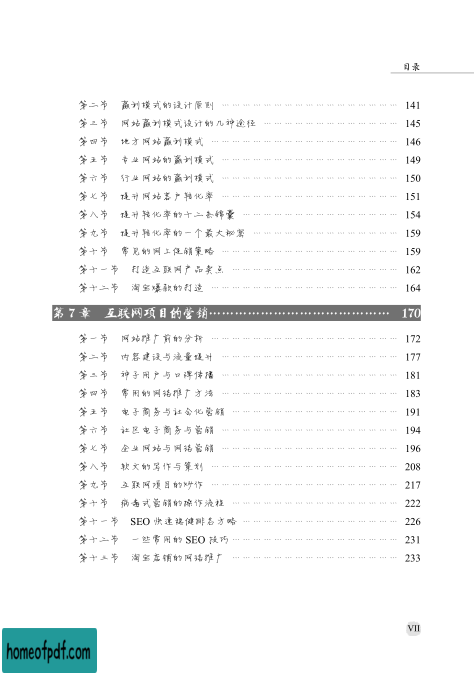 目录
第二节 赢利模式的设计原则 141
第三节 网站赢利模式设计的几种途径 145
第四节 地方网站赢利模式 146
第五节 专业网站的赢利模式 149
第六节 行业网站的赢利模式 150
第七节 提升网站客户转化率 151
第八节 提升转化率的十二条锦囊 154
第九节 提升转化率的一个最大秘密 159
第十节 常见的网上促销策略 159
第十一节 打造互联网产品卖点 162
第十二节 淘宝爆款的打造 164
第7章 互联网项目的营销 170
第一节 网站推广前的分析 172
第二节 内容建设与流量提升 177
第三节 种子用户与口碑传播 181
第四节 常用的网络推广方法 183
第五节 电子商务与社会化营销 191
第六节 社区电子商务与营销 194
第七节 企业网站与网络营销 196
第八节 软文的写作与策划 208
第九节 互联网项目的炒作 217
第十节 病毒式营销的操作流程 222
第十一节 SEO 快速稳健排名方略 226
第十二节 一些常用的 SEO 技巧 231
第十三节 淘宝店铺的网络推广 233
VII
homeofpdf.com